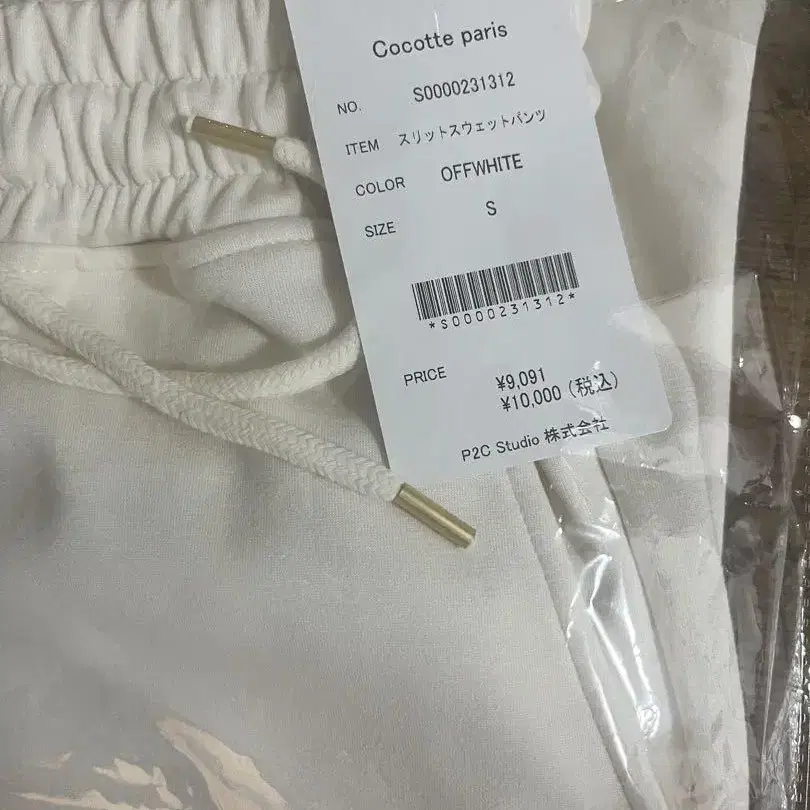 Cocotte paris
NO. S0000231312
ITEM スリットスウェットパンツ
COLOR OFFWHITE
SIZE S
*S0000231312*
PRICE ¥9,091
¥10,000 (税込)
P2C Studio 株式会社